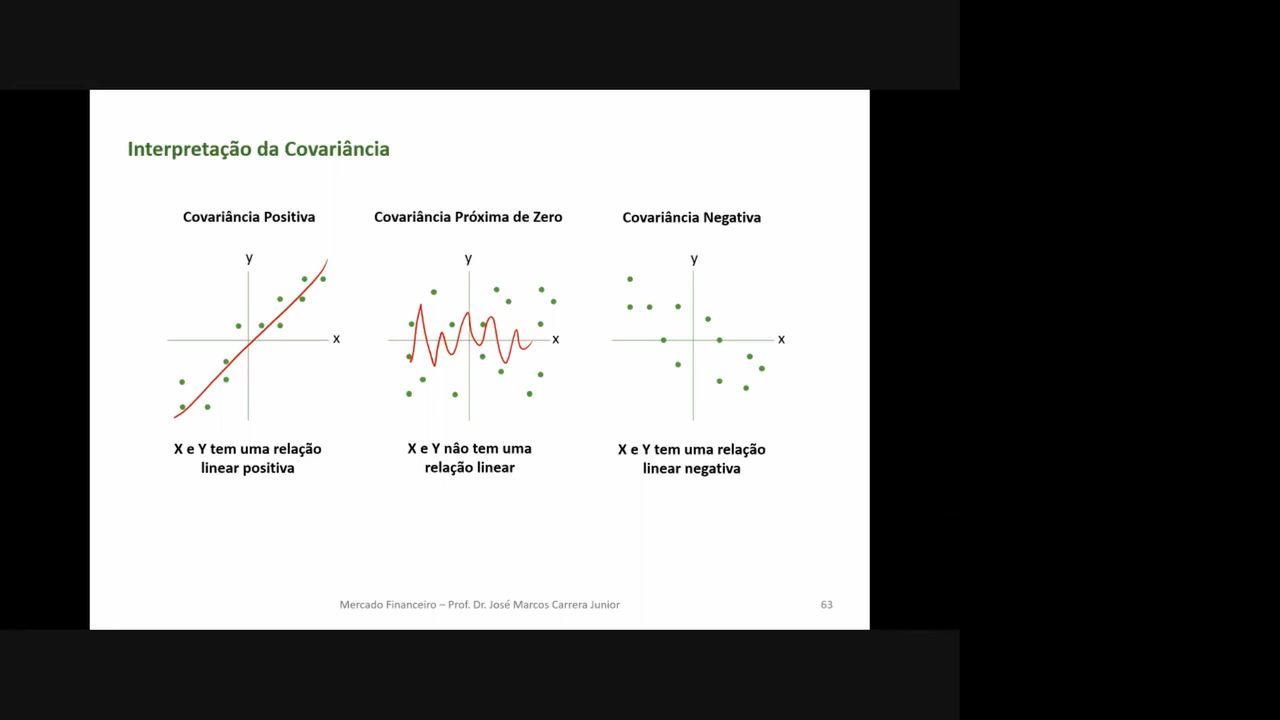 Interpretação da Covariância
Covariância Positiva
Covariância Próxima de Zero
Covariância Negativa
y
y
y
x
x
x
X e Y tem uma relação
linear positiva
X e Y nâo tem uma
relação linear
X e Y tem uma relação
linear negativa
Mercado Financeiro – Prof. Dr. José Marcos Carrera Junior
63